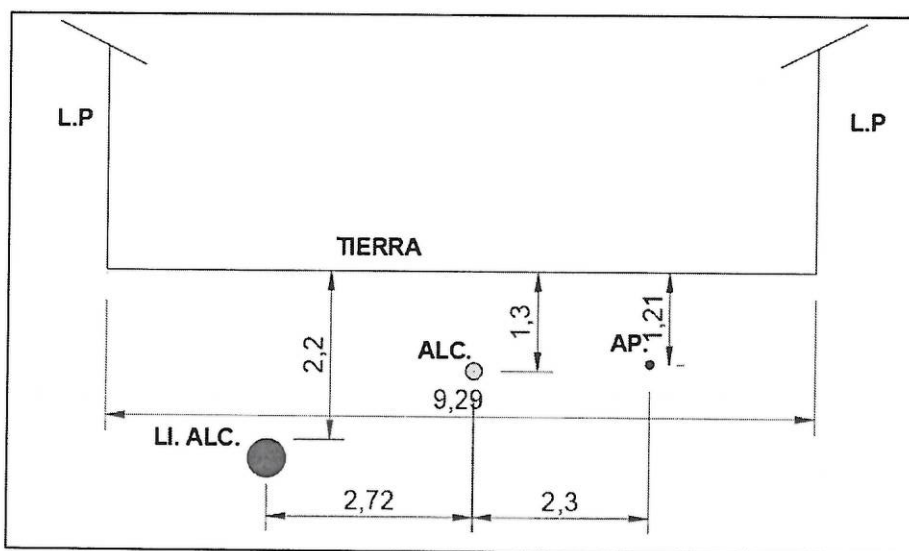 L.P
L.P
TIERRA
2,2
1,3
1,21
ALC.
AP.
9,29
LI. ALC.
2,72
2,3